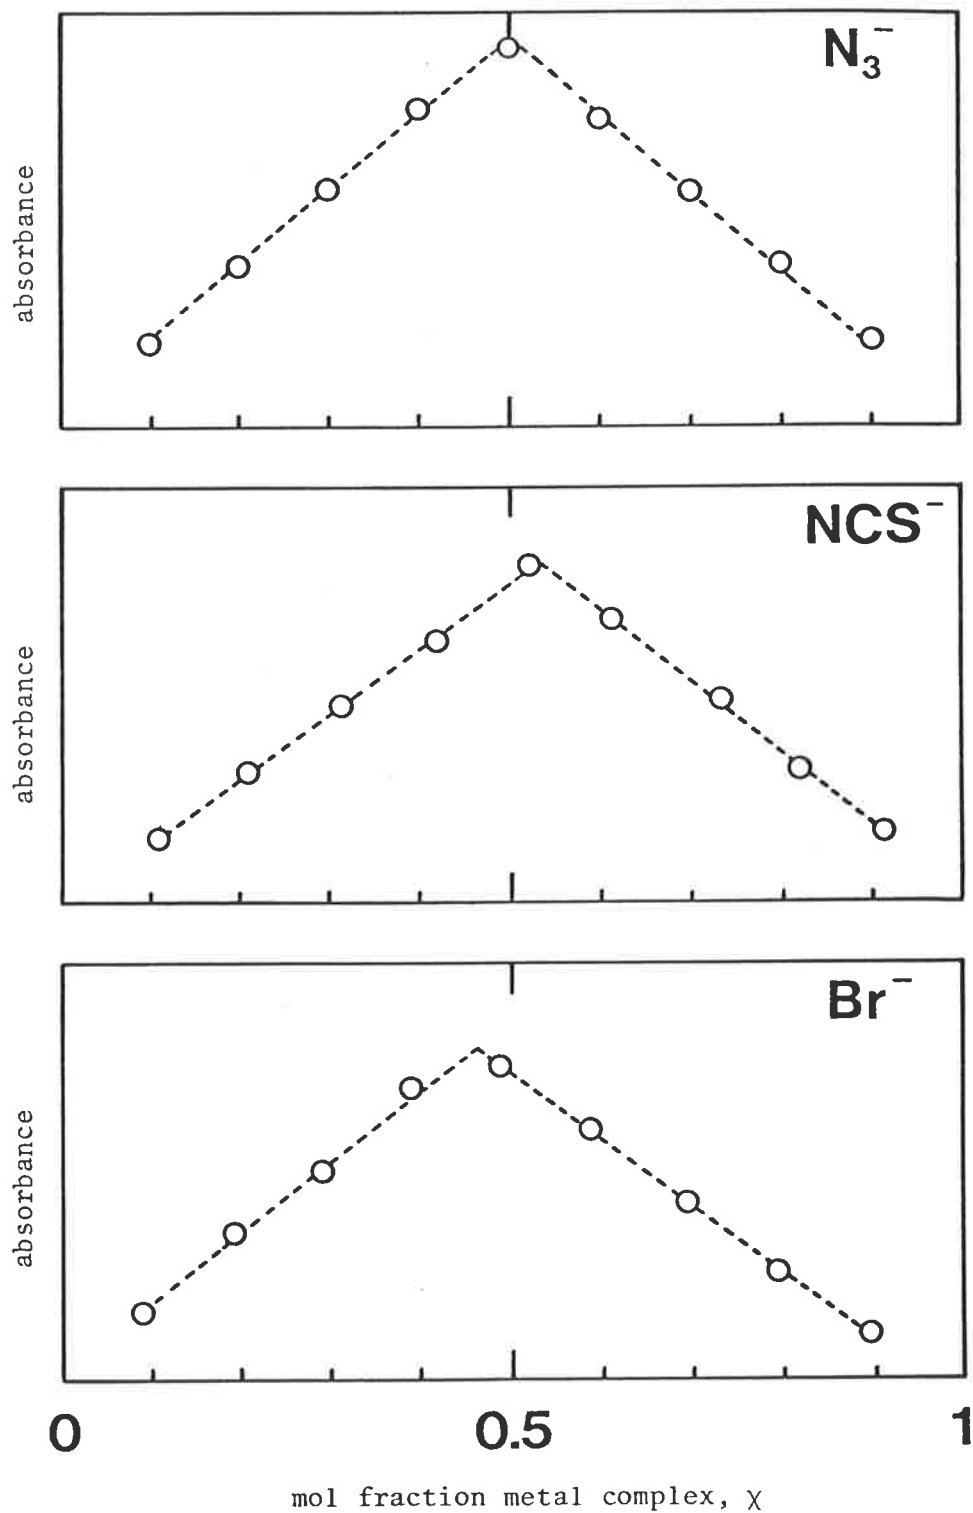 N₃⁻
absorbance
NCS⁻
absorbance
Br⁻
absorbance
0 0.5 1
mol fraction metal complex, χ